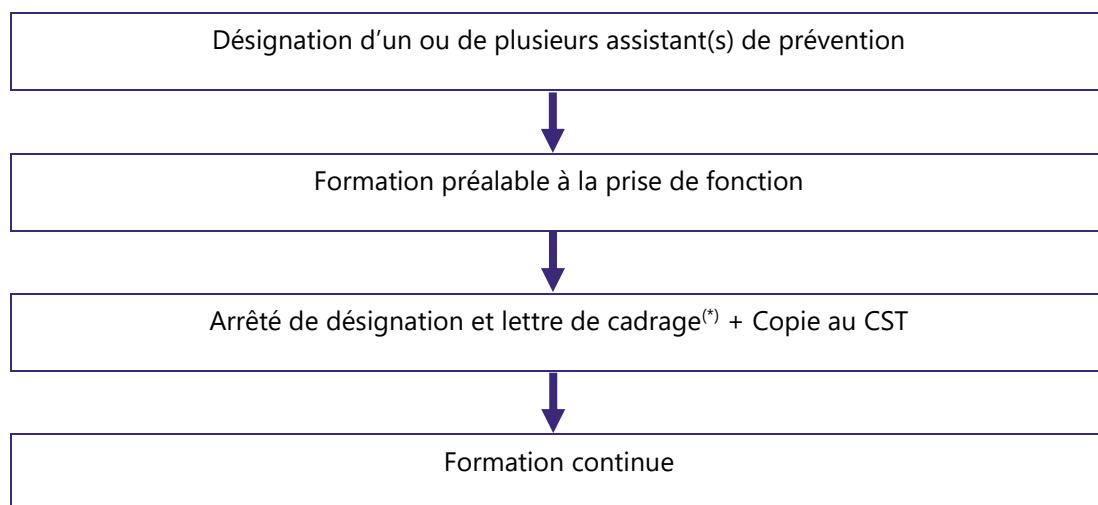 Désignation d’un ou de plusieurs assistant(s) de prévention
Formation préalable à la prise de fonction
Arrêté de désignation et lettre de cadrage(*) + Copie au CST
Formation continue